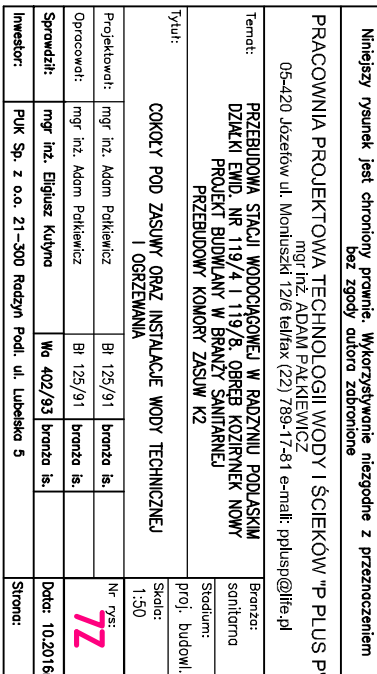 Niniejszy rysunek jest chroniony prawnie. Wykorzystywanie niezgodne z przeznaczeniem
bez zgody autora zabronione
PRACOWNIA PROJEKTOWA TECHNOLOGII WODY I ŚCIEKÓW "P PLUS P"
mgr inż. ADAM PAŁKIEWICZ
05-420 Józefów ul. Moniuszki 12/6 tel/fax (22) 789-17-81 e-mali: pplusp@life.pl
Temat:
PRZEBUDOWA STACJI WODOCIĄGOWEJ W RADZYNIU PODLASKIM
DZIAŁKI EWID. NR 119/4 I 119/8. OBRĘB KOZIRYNEK NOWY
PROJEKT BUDWLANY W BRANŻY SANITARNEJ
PRZEBUDOWY KOMORY ZASUW K2
Branża:
sanitarna
Stadium:
proj. budowl.
Tytuł:
COKOŁY POD ZASUWY ORAZ INSTALACJE WODY TECHNICZNEJ
I OGRZEWANIA
Skala:
1:50
Projektował: mgr inż. Adam Pałkiewicz Bł 125/91 branża is.
Nr rys:
7Z
Opracował: mgr inż. Adam Pałkiewicz Bł 125/91 branża is.
Sprawdził: mgr inż. Eligiusz Kutyna Wa 402/93 branża is. Data: 10.2016
Inwestor: PUK Sp. z o.o. 21-300 Radzyń Podl. ul. Lubelska 5 Strona: